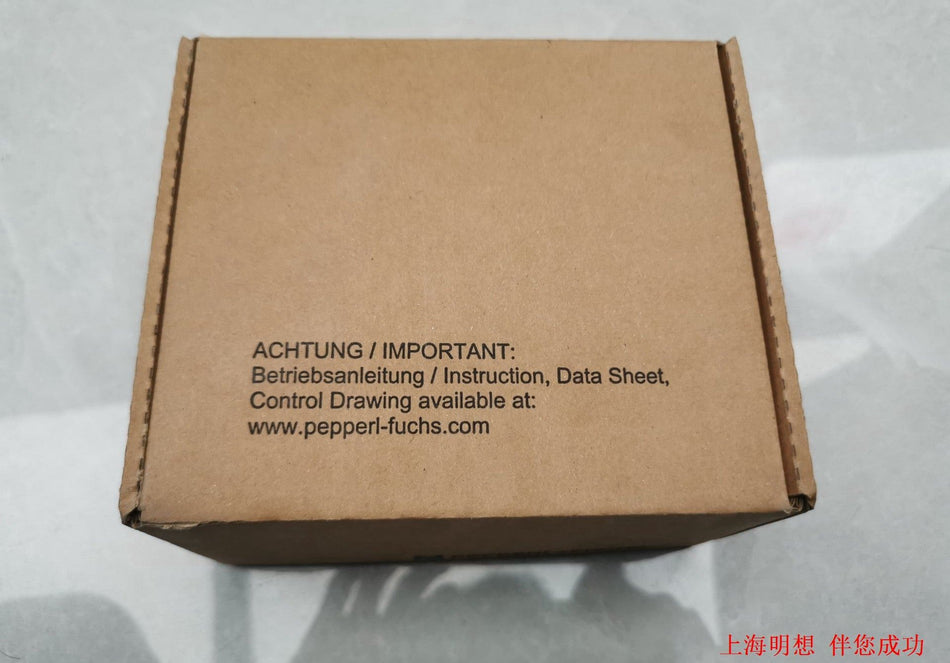 ACHTUNG / IMPORTANT:
Betriebsanleitung / Instruction, Data Sheet,
Control Drawing available at:
www.pepperl-fuchs.com
上海明想 伴您成功